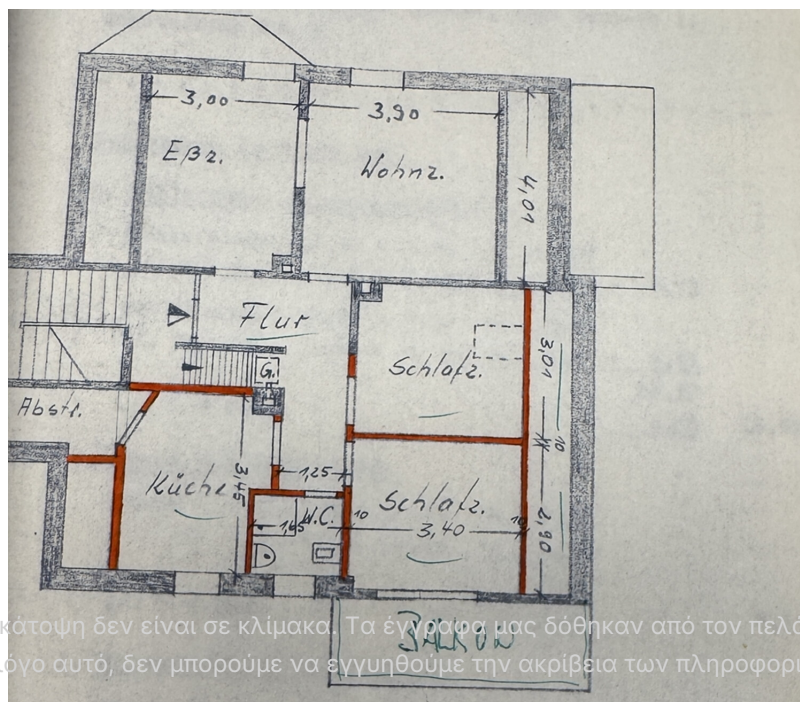 3,00
3,90
Eßz.
Wohnz.
4,01
Flur
G.
Schlafz.
3,01
Abstr.
10
Küche
3,45
1,25
Schlafz.
W.C.
1,65
10
3,40
10
2,90
BALKON
κάτοψη δεν είναι σε κλίμακα. Τα έγγραφα μας δόθηκαν από τον πελά
όγο αυτό, δεν μπορούμε να εγγυηθούμε την ακρίβεια των πληροφορι